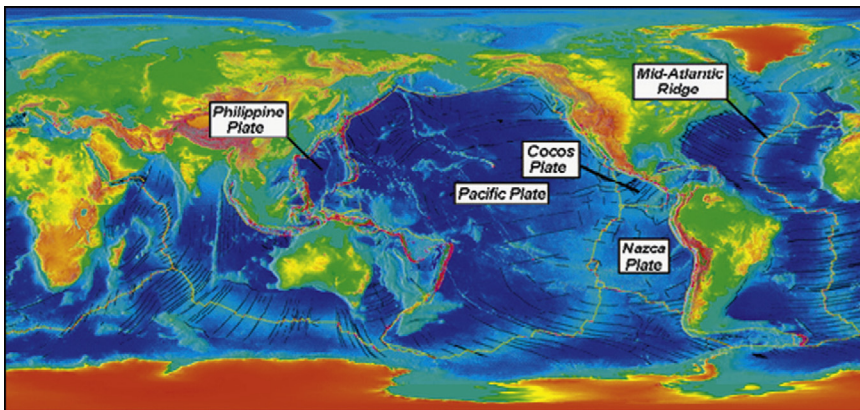 Mid-Atlantic
Ridge
Philippine
Plate
Cocos
Plate
Pacific Plate
Nazca
Plate